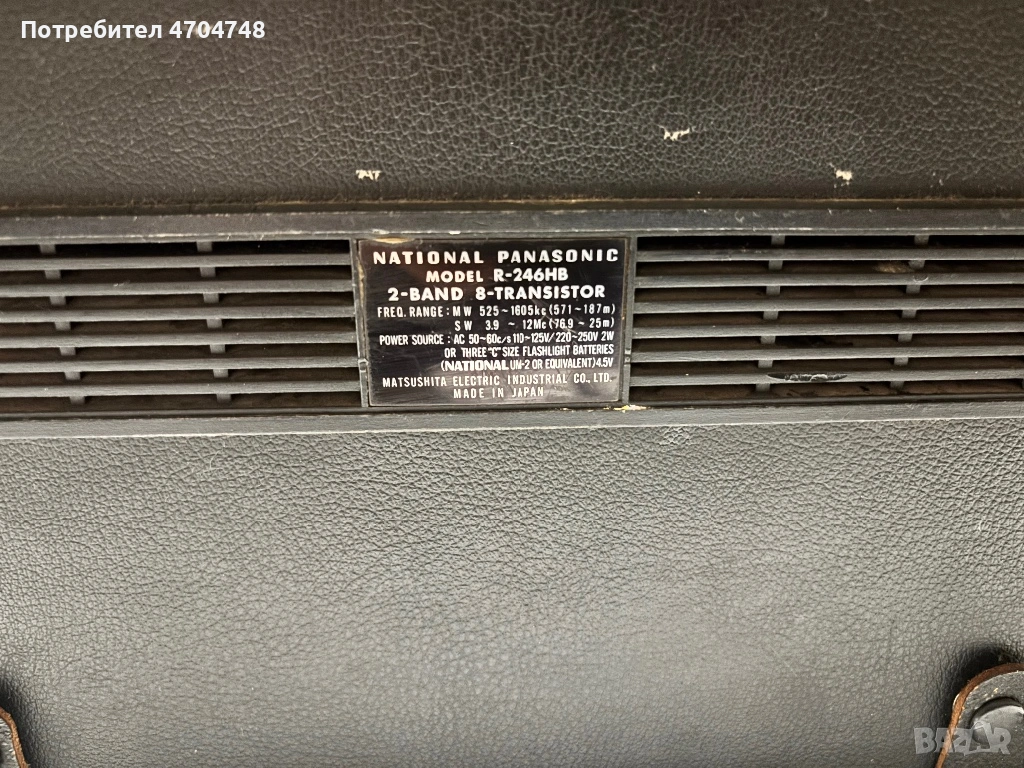 Потребител 4704748
NATIONAL PANASONIC
MODEL R-246HB
2-BAND 8-TRANSISTOR
FREQ. RANGE: MW 525~1605kc (571~187m)
SW 3.9 ~ 12Mc (76.9 ~ 25m)
POWER SOURCE: AC 50~60c/s 110~125V/220~250V 2W
OR THREE "C" SIZE FLASHLIGHT BATTERIES
(NATIONAL UM-2 OR EQUIVALENT) 4.5V
MATSUSHITA ELECTRIC INDUSTRIAL CO., LTD.
MADE IN JAPAN
BAZAR